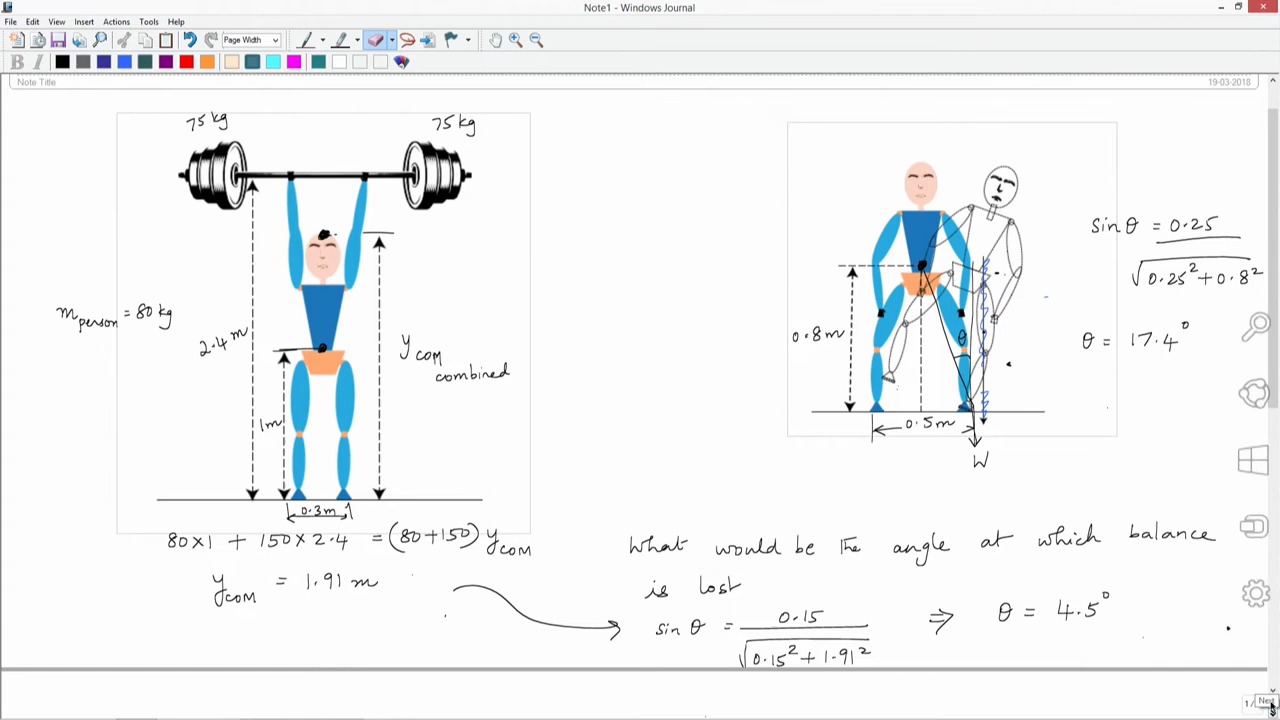 Note1 - Windows Journal
File Edit View Insert Actions Tools Help
Page Width
B I
Note Title
19-03-2018
75 kg
75 kg
m person = 80 kg
2.4 m
1m
0.3m
y com combined
0.8m
θ
0.5m
W
sin θ = 0.25
√0.25² + 0.8²
θ = 17.4°
80×1 + 150×2.4 = (80+150) y com
y com = 1.91 m
What would be the angle at which balance
is lost
sin θ = 0.15
√0.15² + 1.91²
⇒ θ = 4.5°
1/
Next